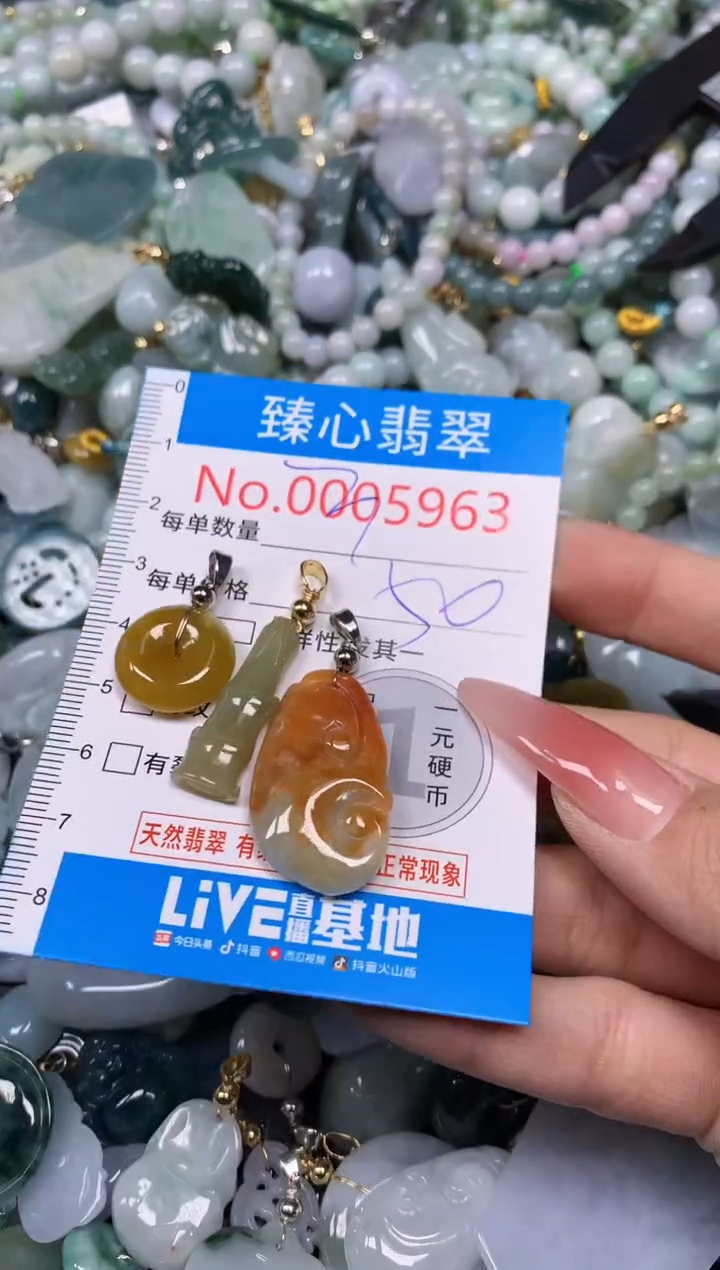 0
臻心翡翠
1
No.0005963
2
每单数量
3
每单 格 50
4
样性 其一
5
一元硬币
6
有
7
天然翡翠 有 正常现象
8
LiVE直播基地
今日头条 抖音 西瓜视频 抖音火山版